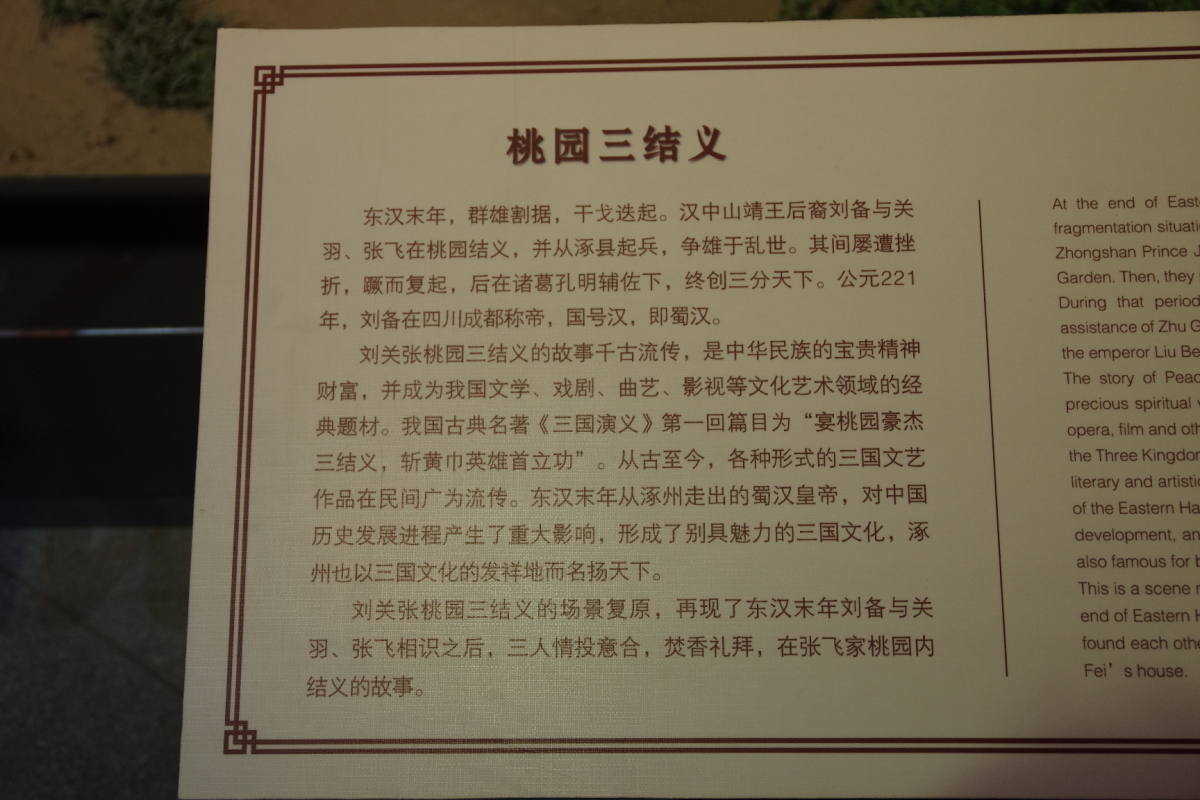 桃园三结义
东汉末年，群雄割据，干戈迭起。汉中山靖王后裔刘备与关
羽、张飞在桃园结义，并从涿县起兵，争雄于乱世。其间屡遭挫
折，蹶而复起，后在诸葛孔明辅佐下，终创三分天下。公元221
年，刘备在四川成都称帝，国号汉，即蜀汉。
刘关张桃园三结义的故事千古流传，是中华民族的宝贵精神
财富，并成为我国文学、戏剧、曲艺、影视等文化艺术领域的经
典题材。我国古典名著《三国演义》第一回篇目为“宴桃园豪杰
三结义，斩黄巾英雄首立功”。从古至今，各种形式的三国文艺
作品在民间广为流传。东汉末年从涿州走出的蜀汉皇帝，对中国
历史发展进程产生了重大影响，形成了别具魅力的三国文化，涿
州也以三国文化的发祥地而名扬天下。
刘关张桃园三结义的场景复原，再现了东汉末年刘备与关
羽、张飞相识之后，三人情投意合，焚香礼拜，在张飞家桃园内
结义的故事。
At the end of East
fragmentation situati
Zhongshan Prince J
Garden. Then, they
During that period
assistance of Zhu G
the emperor Liu Be
The story of Peac
precious spiritual
opera, film and oth
the Three Kingdom
literary and artistic
of the Eastern Ha
development, an
also famous for b
This is a scene r
end of Eastern H
found each othe
Fei's house.